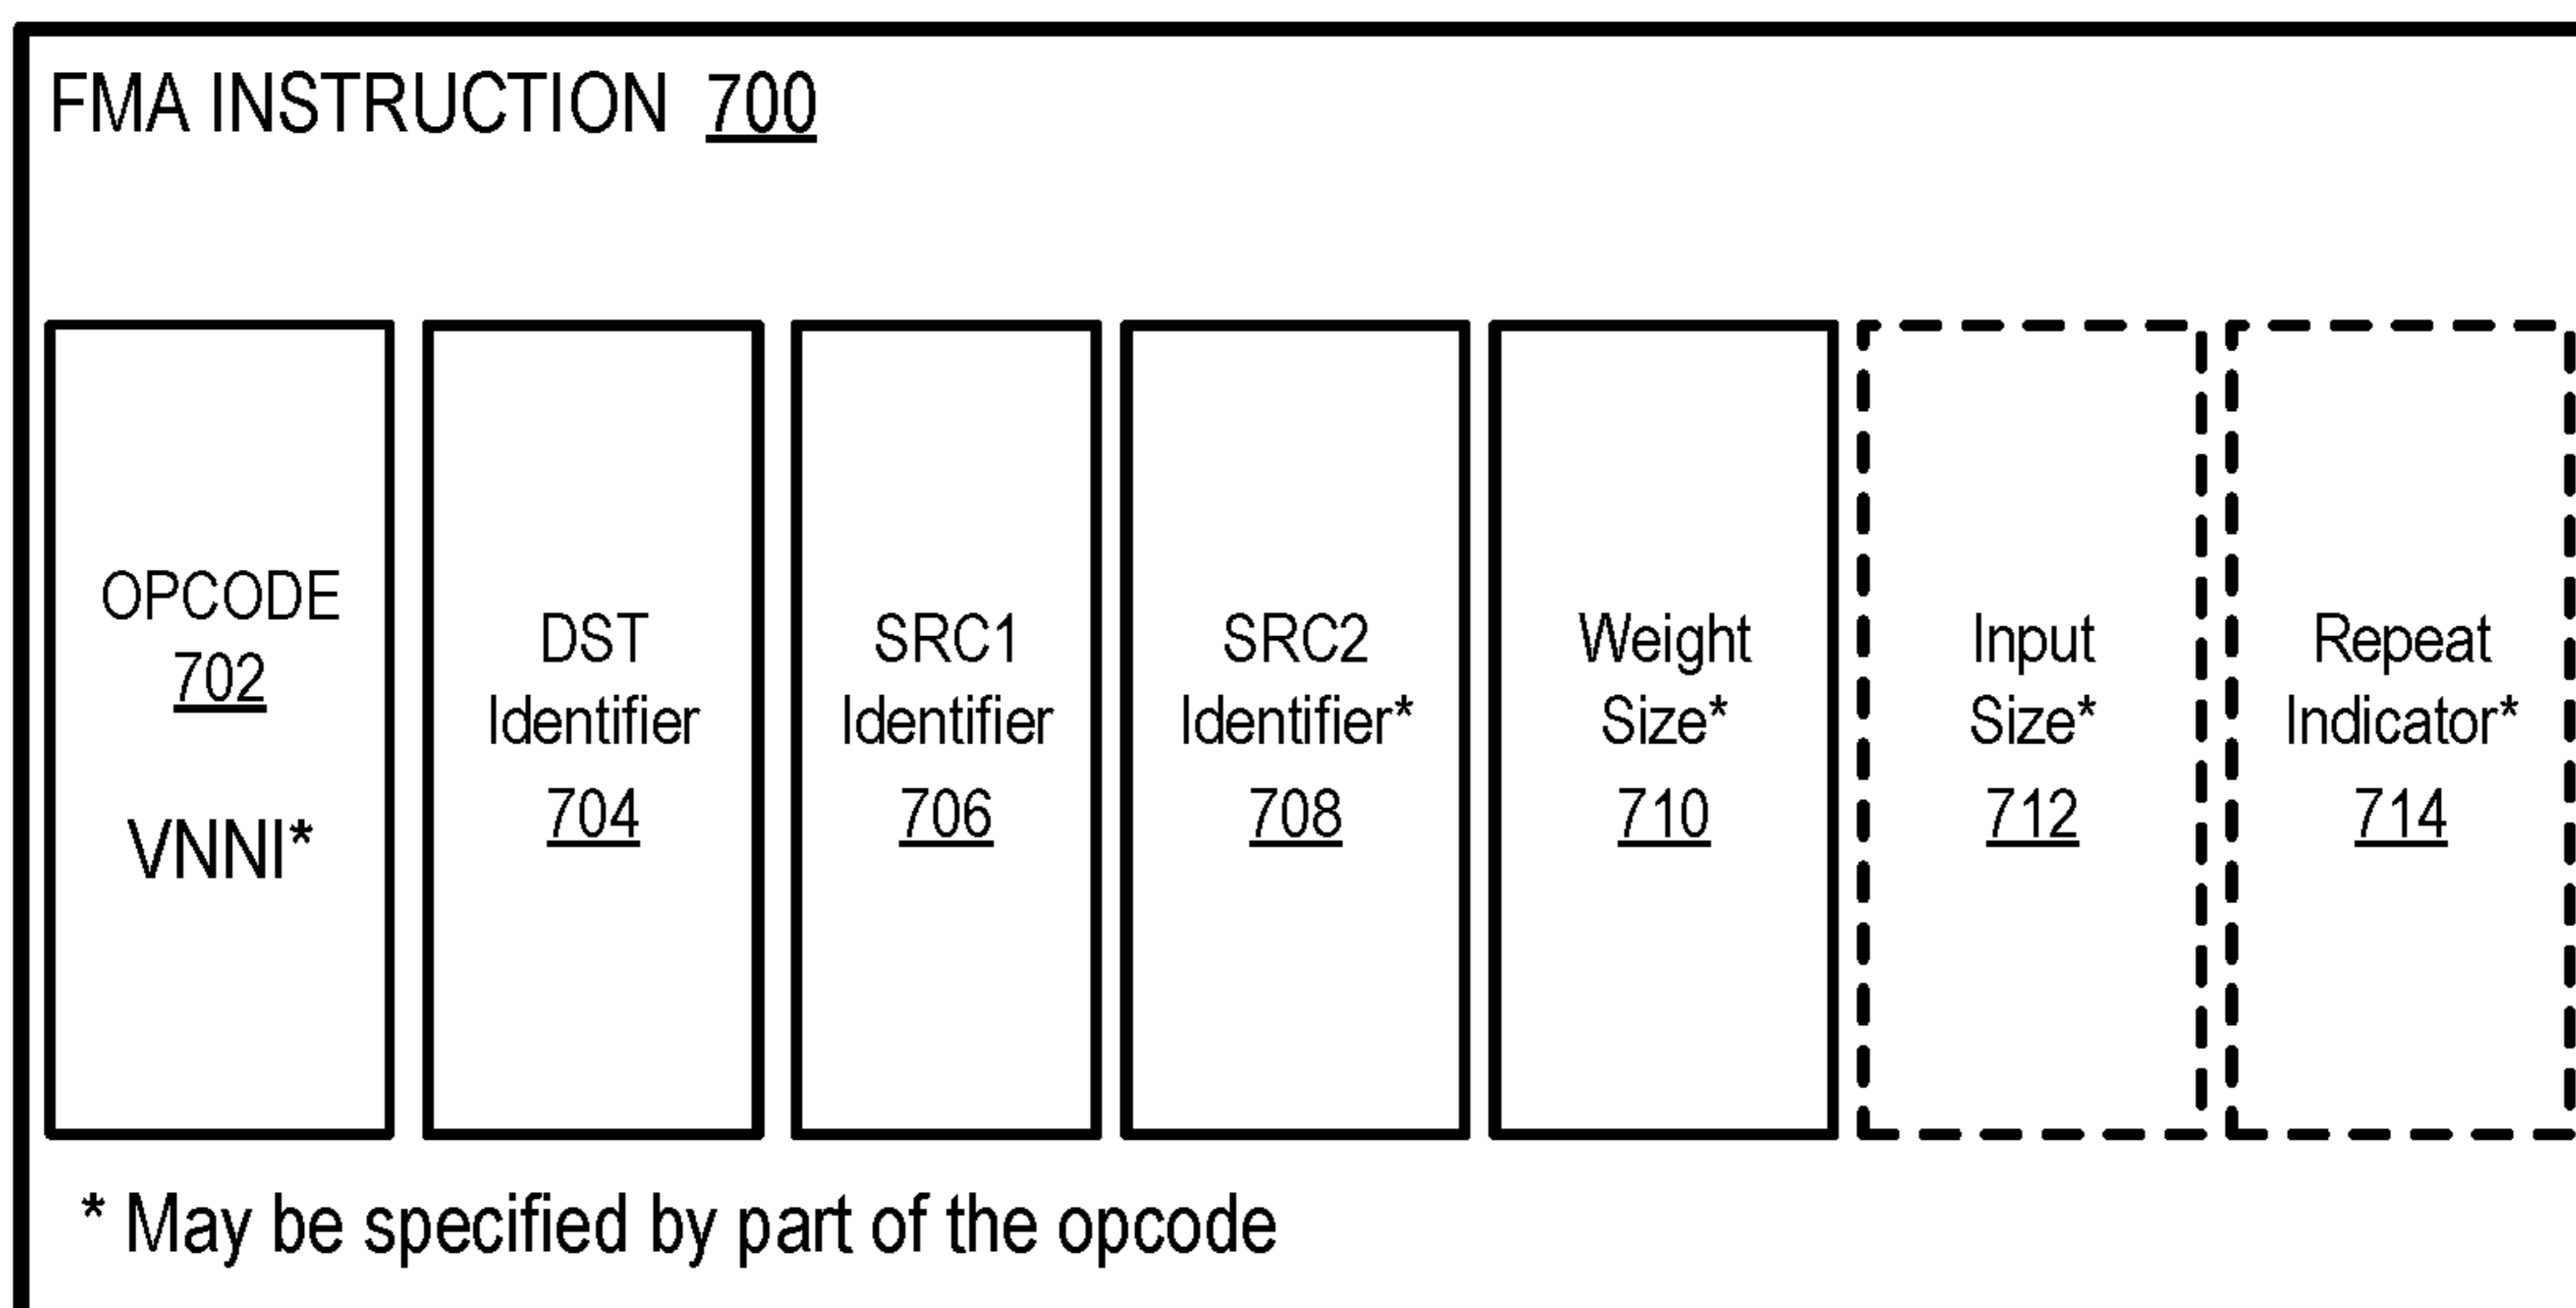 FMA INSTRUCTION 700
OPCODE
702
VNNI*
DST
Identifier
704
SRC1
Identifier
706
SRC2
Identifier*
708
Weight
Size*
710
Input
Size*
712
Repeat
Indicator*
714
* May be specified by part of the opcode